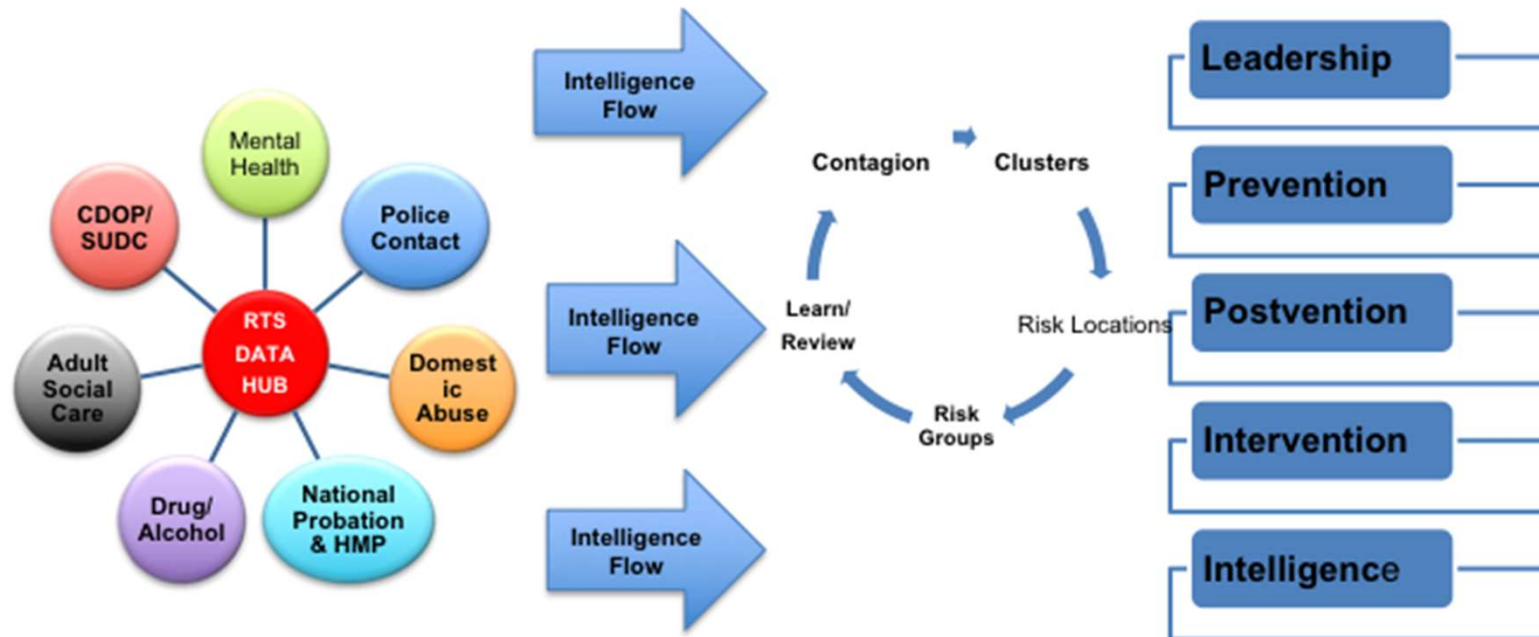 Mental
Health
CDOP/
SUDC
Police
Contact
RTS
DATA
HUB
Adult
Social
Care
Domest
ic
Abuse
Drug/
Alcohol
National
Probation
& HMP
Intelligence
Flow
Intelligence
Flow
Intelligence
Flow
Contagion
Clusters
Learn/
Review
Risk Locations
Risk
Groups
Leadership
Prevention
Postvention
Intervention
Intelligence